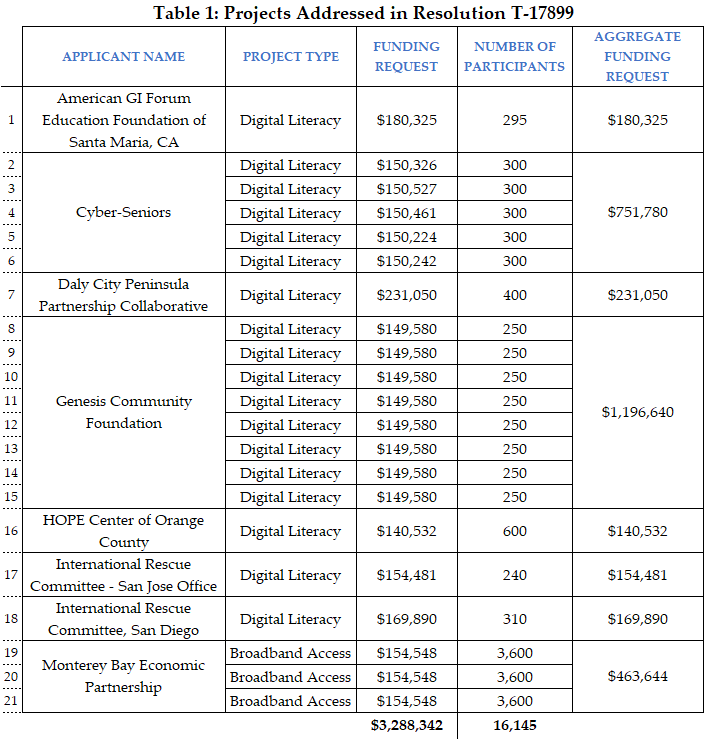 Table 1: Projects Addressed in Resolution T-17899
APPLICANT NAME PROJECT TYPE FUNDING REQUEST NUMBER OF PARTICIPANTS AGGREGATE FUNDING REQUEST
1 American GI Forum Education Foundation of Santa Maria, CA Digital Literacy $180,325 295 $180,325
2 Cyber-Seniors Digital Literacy $150,326 300 $751,780
3 Digital Literacy $150,527 300
4 Digital Literacy $150,461 300
5 Digital Literacy $150,224 300
6 Digital Literacy $150,242 300
7 Daly City Peninsula Partnership Collaborative Digital Literacy $231,050 400 $231,050
8 Genesis Community Foundation Digital Literacy $149,580 250 $1,196,640
9 Digital Literacy $149,580 250
10 Digital Literacy $149,580 250
11 Digital Literacy $149,580 250
12 Digital Literacy $149,580 250
13 Digital Literacy $149,580 250
14 Digital Literacy $149,580 250
15 Digital Literacy $149,580 250
16 HOPE Center of Orange County Digital Literacy $140,532 600 $140,532
17 International Rescue Committee - San Jose Office Digital Literacy $154,481 240 $154,481
18 International Rescue Committee, San Diego Digital Literacy $169,890 310 $169,890
19 Monterey Bay Economic Partnership Broadband Access $154,548 3,600 $463,644
20 Broadband Access $154,548 3,600
21 Broadband Access $154,548 3,600
$3,288,342 16,145